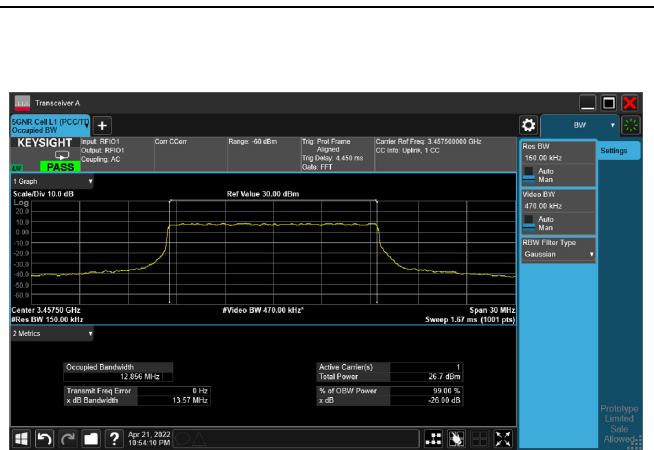 Transceiver A
5GNR Cell L1 (PCC/TD
Occupied BW
+
BW
KEYSIGHT
Input: RFIO1
Output: RFIO1
Coupling: AC
Corr CCorr
Range: -60 dBm
Trig: Prot Frame
Aligned
Trig Delay: 4.450 ms
Gate: FFT
Carrier Ref Freq: 3.457500000 GHz
CC Info: Uplink, 1 CC
PASS
Res BW
150.00 kHz
Auto
Man
Settings
Video BW
470.00 kHz
Auto
Man
RBW Filter Type
Gaussian
1 Graph
Scale/Div 10.0 dB
Ref Value 30.00 dBm
Log
20.0
10.0
0.00
-10.0
-20.0
-30.0
-40.0
-50.0
-60.0
Center 3.45750 GHz
#Video BW 470.00 kHz*
Span 30 MHz
#Res BW 150.00 kHz
Sweep 1.67 ms (1001 pts)
2 Metrics
Occupied Bandwidth
12.856 MHz
Active Carrier(s) 1
Total Power 26.7 dBm
Transmit Freq Error 0 Hz
x dB Bandwidth 13.57 MHz
% of OBW Power 99.00 %
x dB -26.00 dB
Prototype
Limited
Sale
Allowed
?
Apr 21, 2022
10:54:10 PM